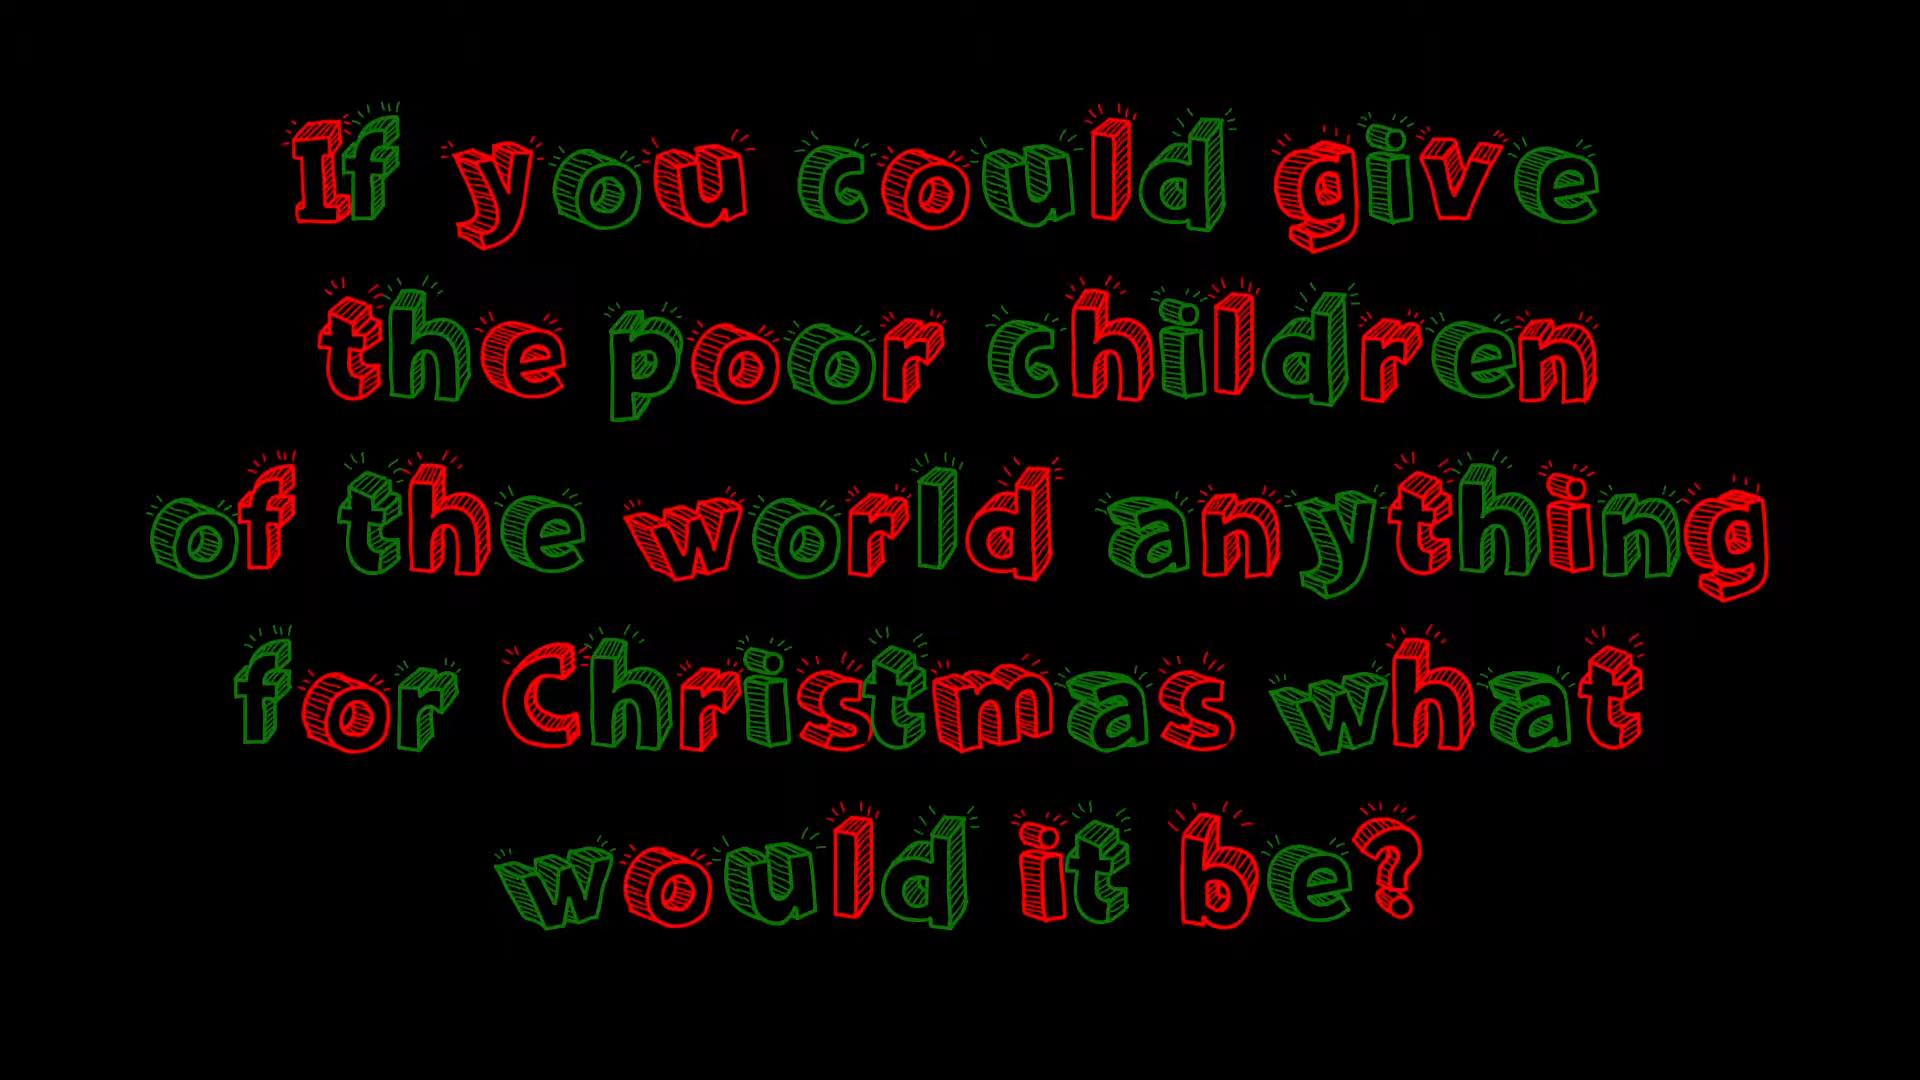 If you could give
the poor children
of the world anything
for Christmas what
would it be?